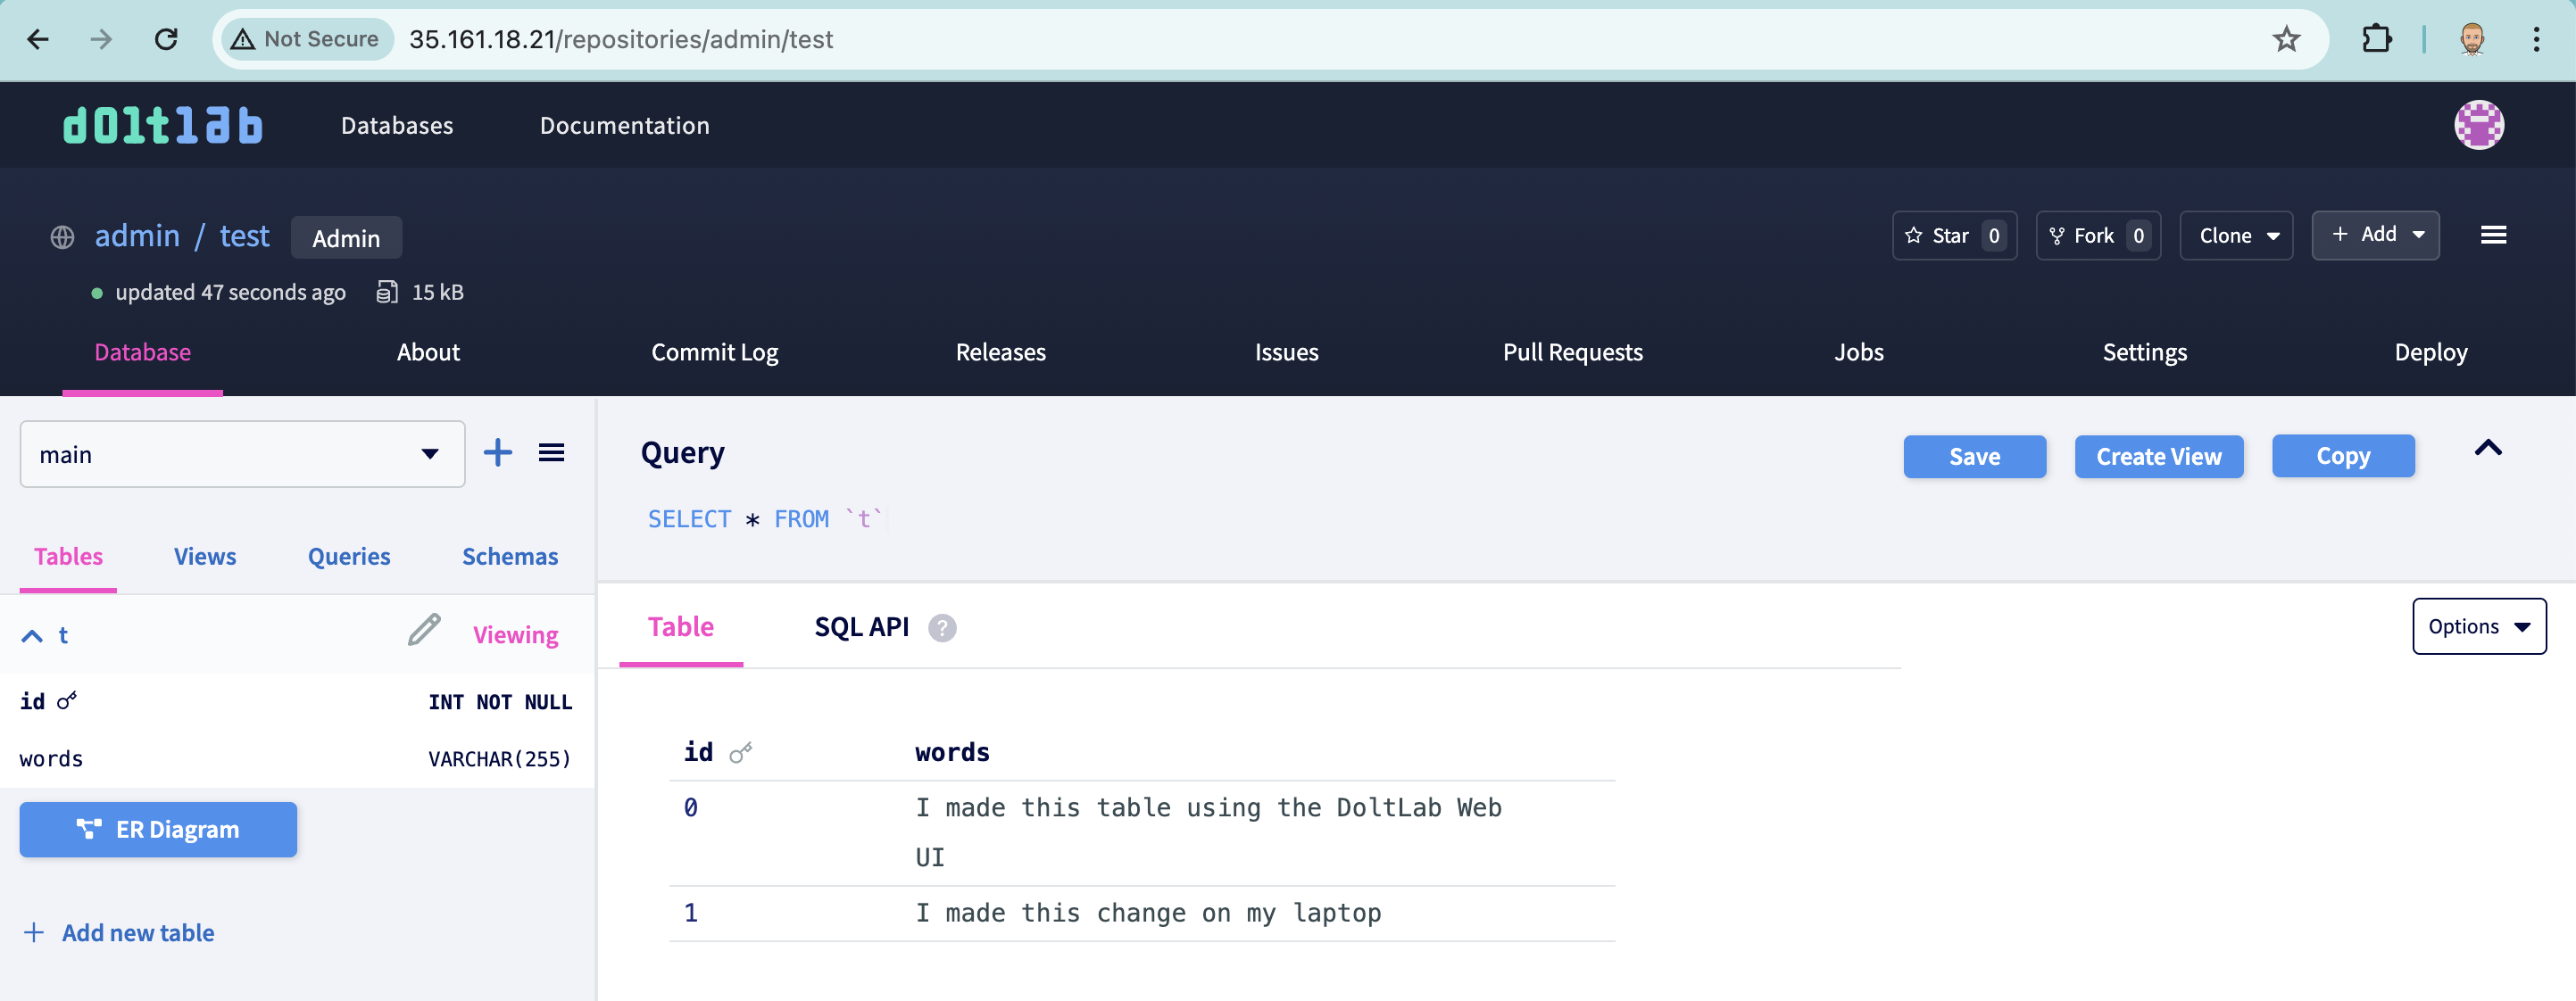 Not Secure 35.161.18.21/repositories/admin/test
doltlab Databases Documentation
admin / test Admin Star 0 Fork 0 Clone + Add
updated 47 seconds ago 15 kB
Database About Commit Log Releases Issues Pull Requests Jobs Settings Deploy
main
Tables Views Queries Schemas
t Viewing
id INT NOT NULL
words VARCHAR(255)
ER Diagram
+ Add new table
Query Save Create View Copy
SELECT * FROM `t`
Table SQL API ? Options
id words
0 I made this table using the DoltLab Web
UI
1 I made this change on my laptop